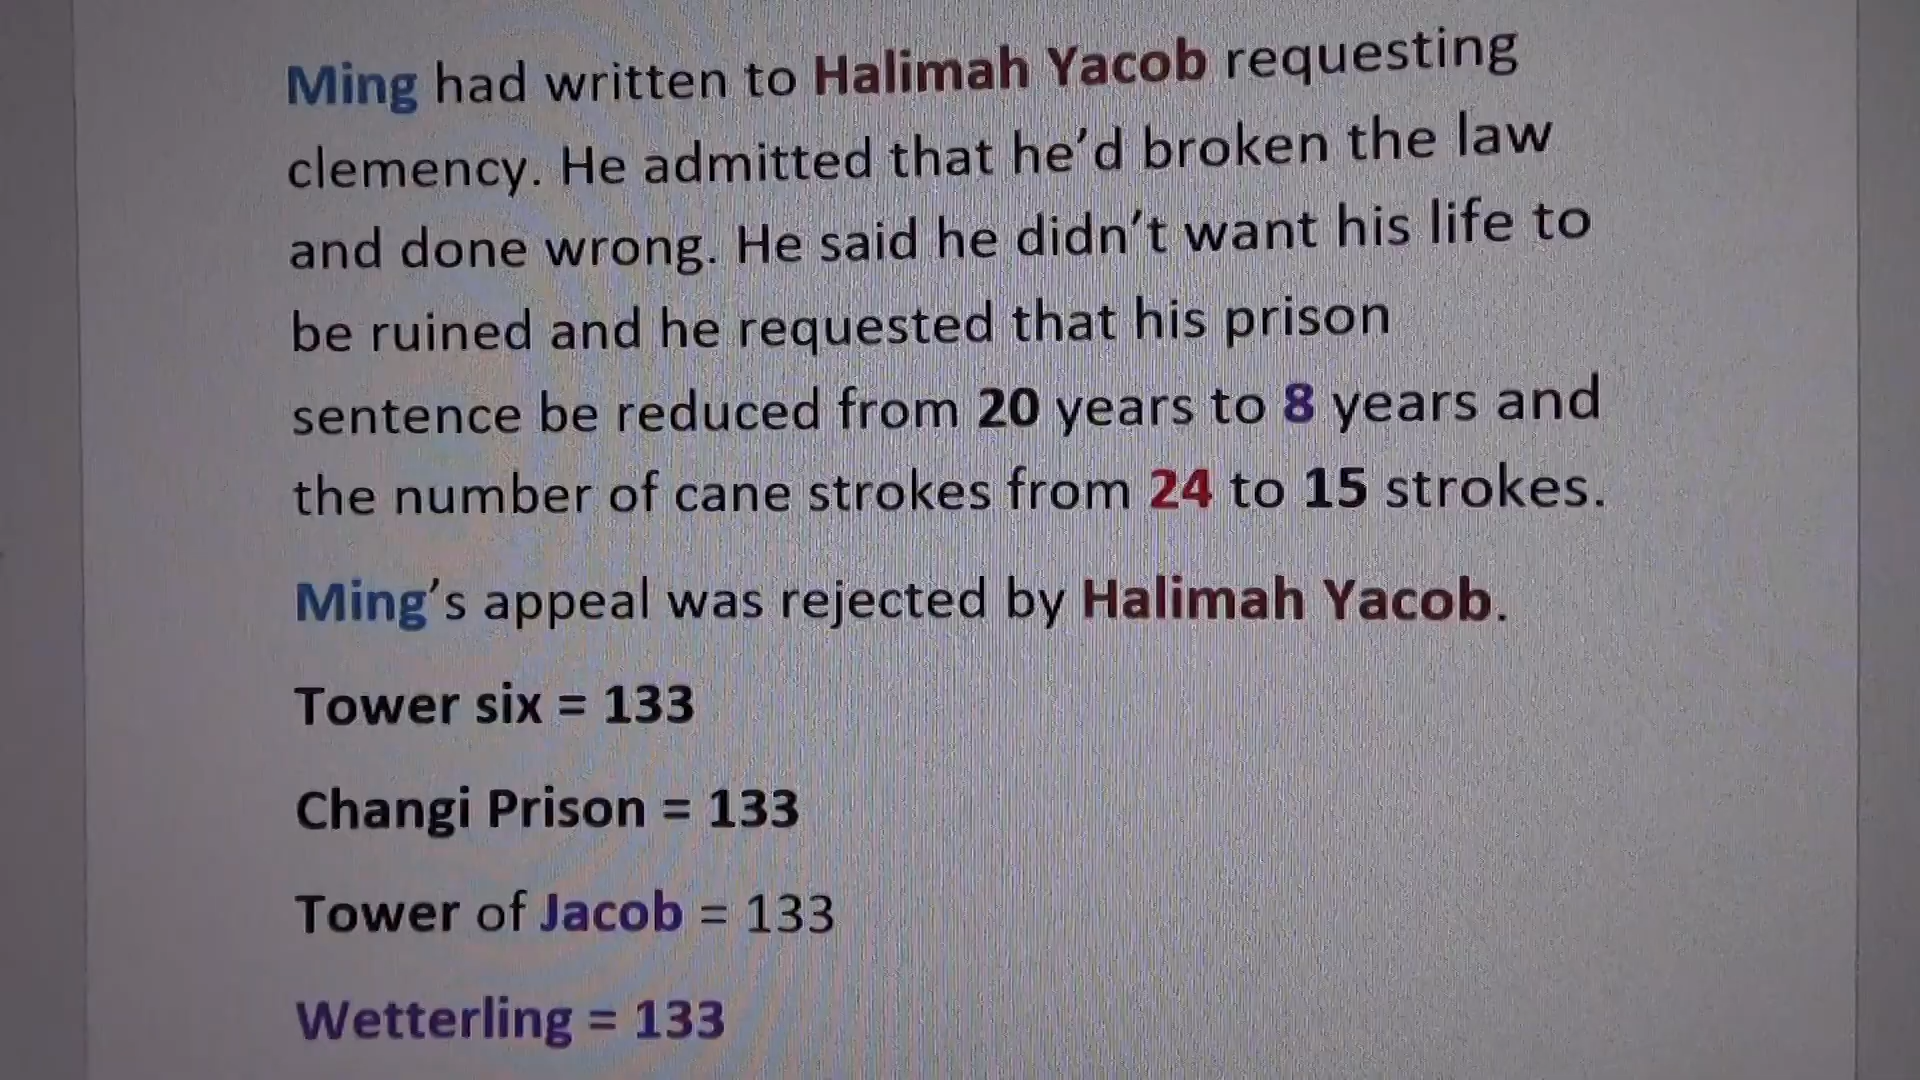 Ming had written to Halimah Yacob requesting
clemency. He admitted that he’d broken the law
and done wrong. He said he didn’t want his life to
be ruined and he requested that his prison
sentence be reduced from 20 years to 8 years and
the number of cane strokes from 24 to 15 strokes.
Ming’s appeal was rejected by Halimah Yacob.
Tower six = 133
Changi Prison = 133
Tower of Jacob = 133
Wetterling = 133